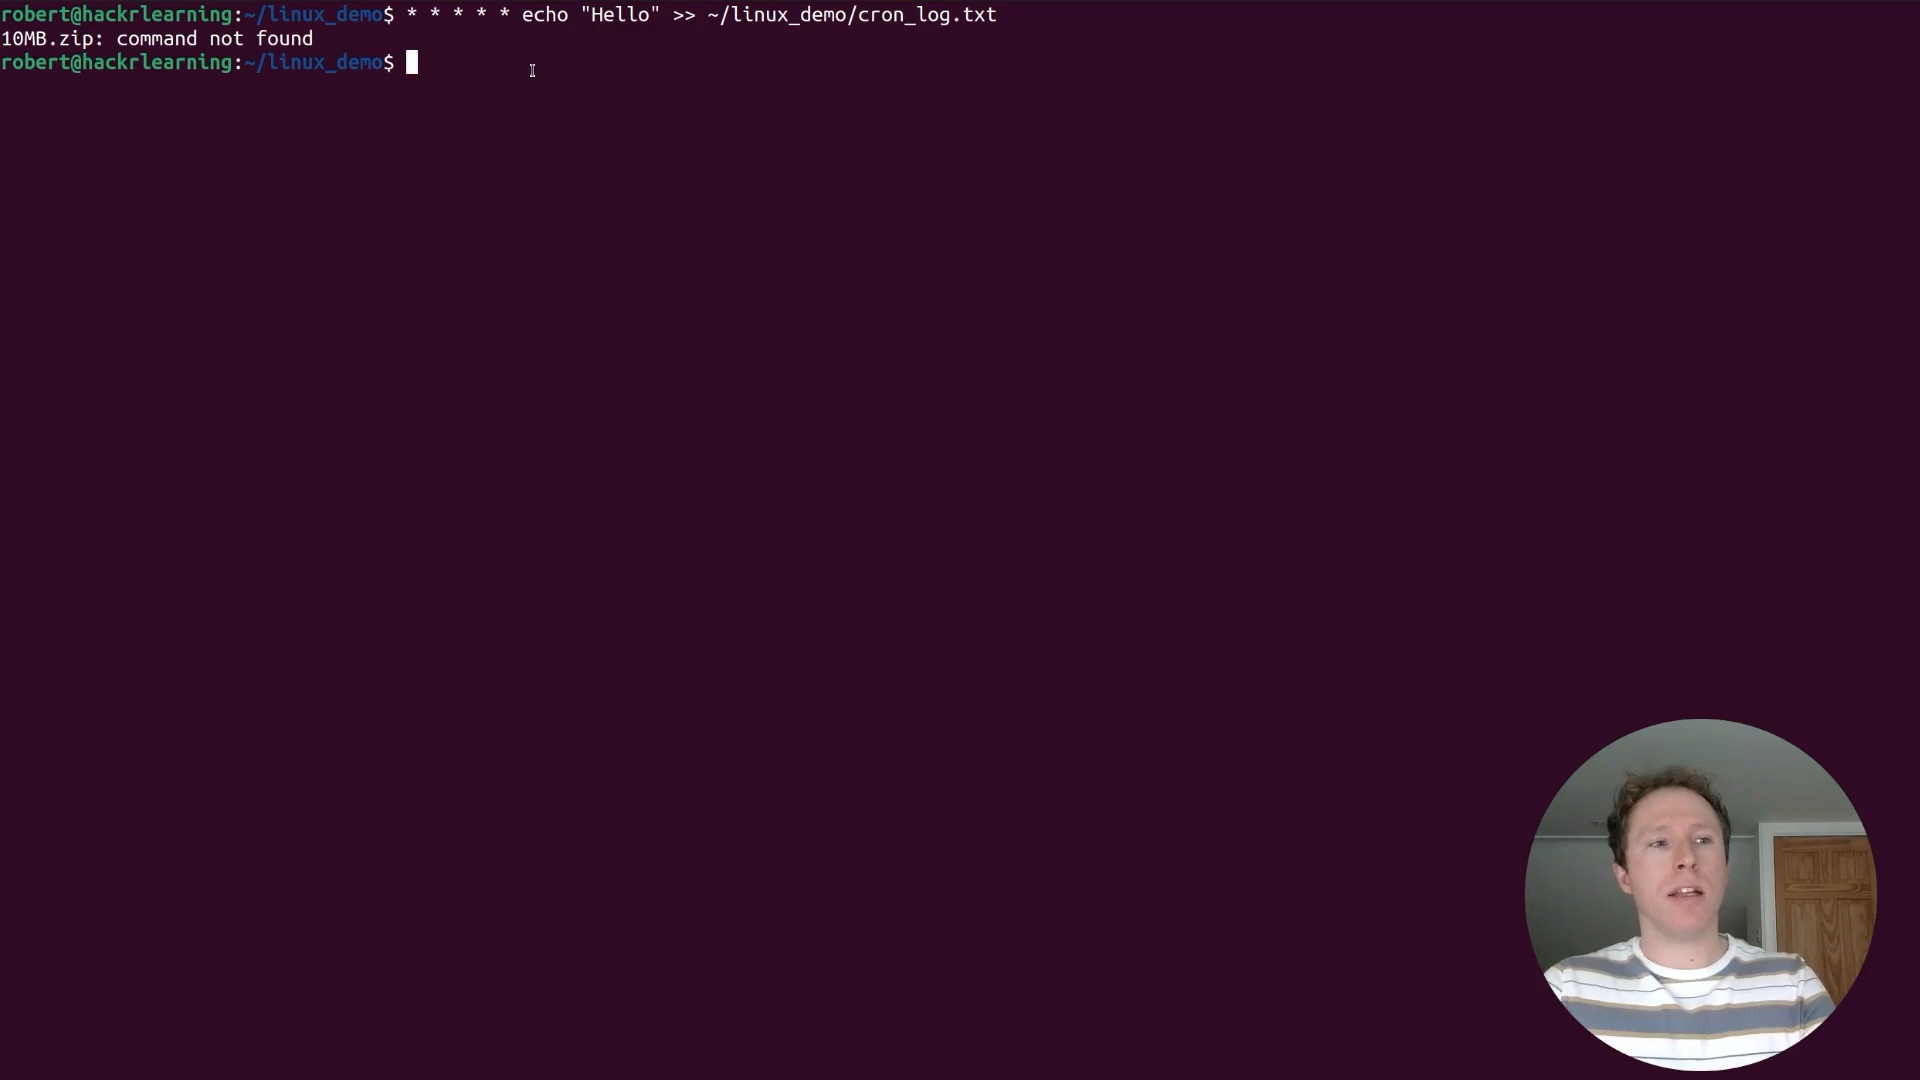 robert@hackrlearning:~/linux_demo$ * * * * * echo "Hello" >> ~/linux_demo/cron_log.txt
10MB.zip: command not found
robert@hackrlearning:~/linux_demo$